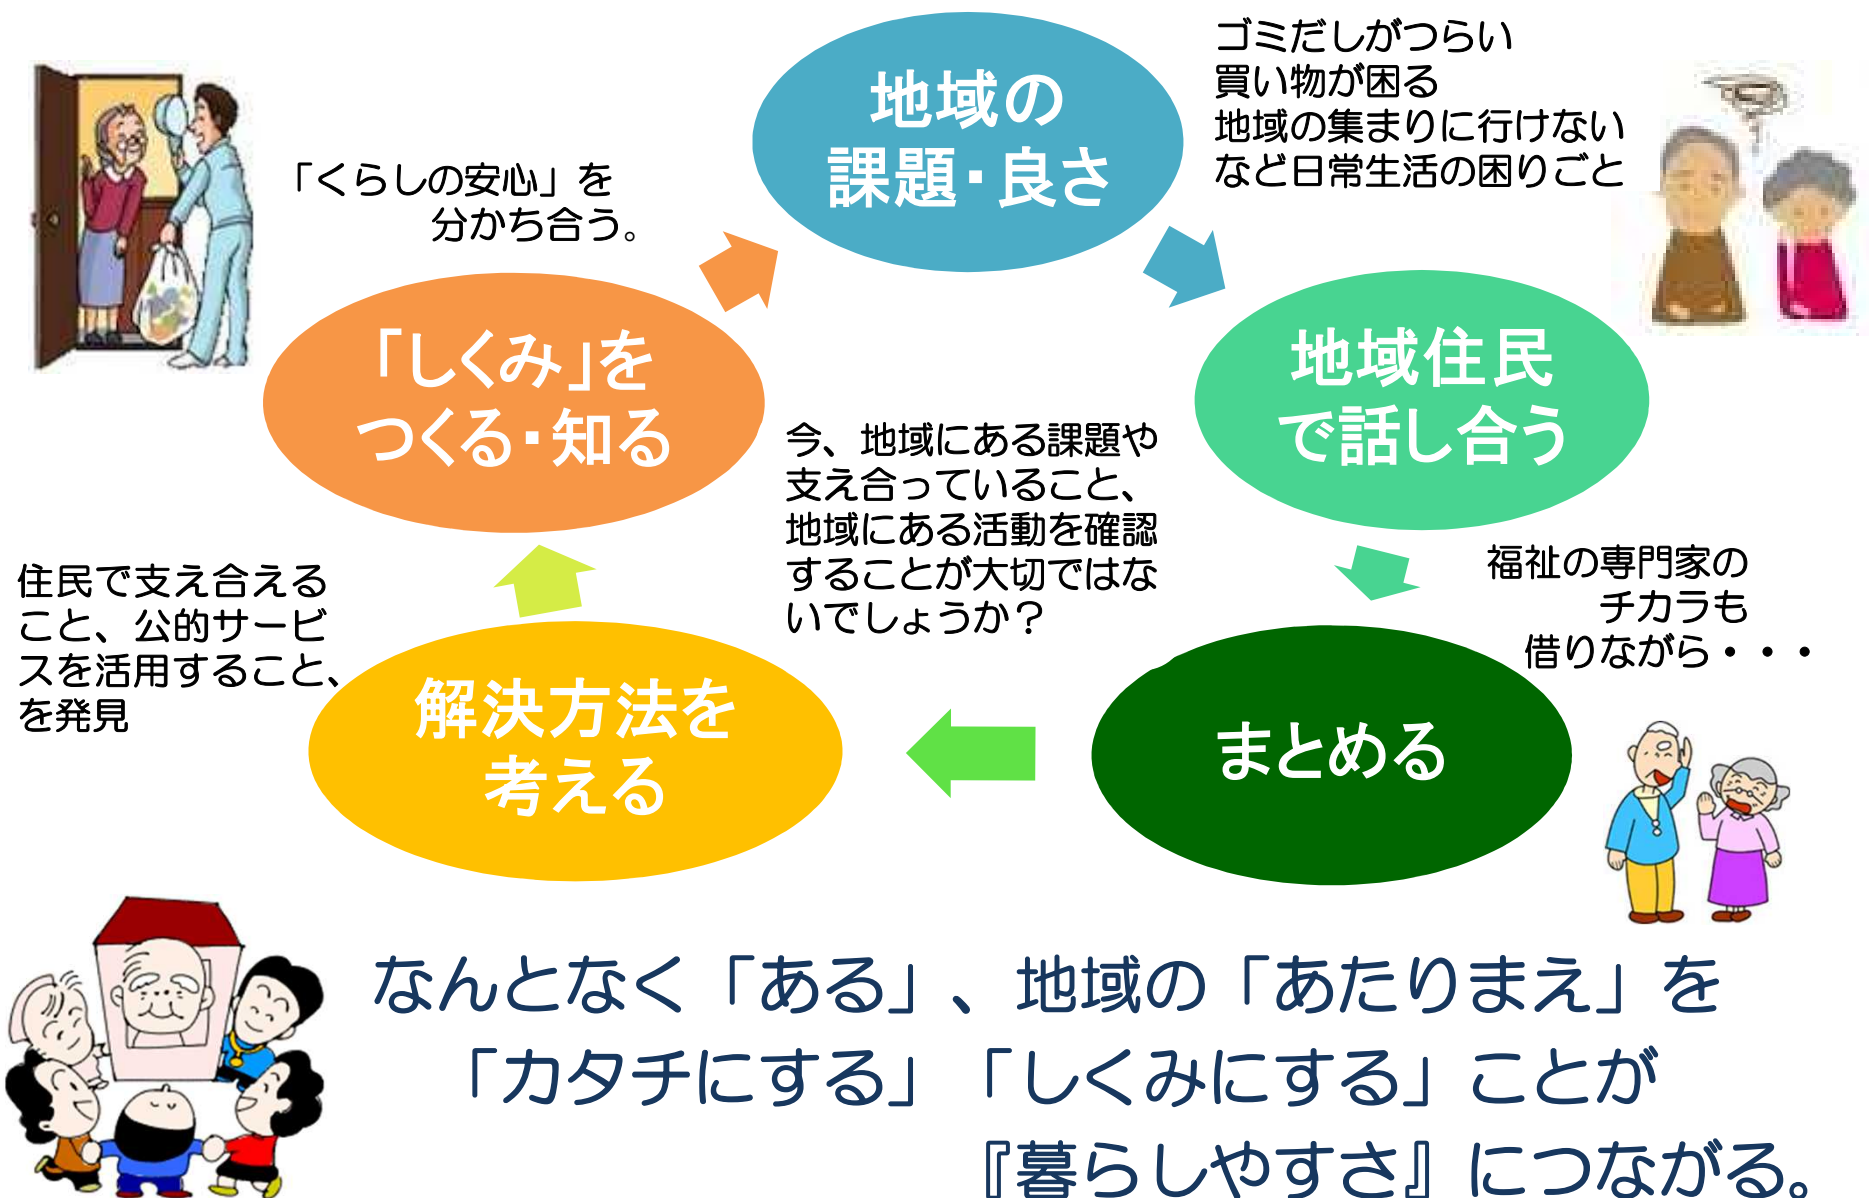 地域の
課題・良さ
ゴミだしがつらい
買い物が困る
地域の集まりに行けない
など日常生活の困りごと
地域住民
で話し合う
福祉の専門家の
チカラも
借りながら・・・
まとめる
解決方法を
考える
住民で支え合える
こと、公的サービ
スを活用すること、
を発見
「しくみ」を
つくる・知る
「くらしの安心」を
分かち合う。
今、地域にある課題や
支え合っていること、
地域にある活動を確認
することが大切ではな
いでしょうか？
なんとなく「ある」、地域の「あたりまえ」を
「カタチにする」「しくみにする」ことが
『暮らしやすさ』につながる。